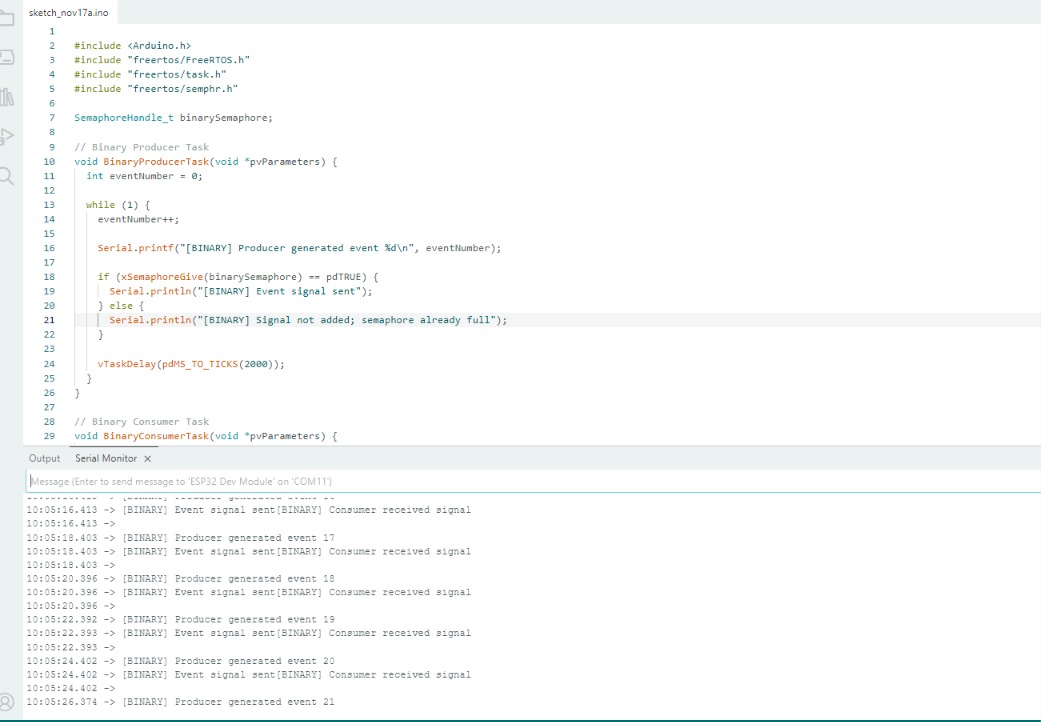 sketch_nov17a.ino
1
2 #include <Arduino.h>
3 #include "freertos/FreeRTOS.h"
4 #include "freertos/task.h"
5 #include "freertos/semphr.h"
6
7 SemaphoreHandle_t binarySemaphore;
8
9 // Binary Producer Task
10 void BinaryProducerTask(void *pvParameters) {
11 int eventNumber = 0;
12
13 while (1) {
14 eventNumber++;
15
16 Serial.printf("[BINARY] Producer generated event %d\n", eventNumber);
17
18 if (xSemaphoreGive(binarySemaphore) == pdTRUE) {
19 Serial.println("[BINARY] Event signal sent");
20 } else {
21 Serial.println("[BINARY] Signal not added; semaphore already full");
22 }
23
24 vTaskDelay(pdMS_TO_TICKS(2000));
25 }
26 }
27
28 // Binary Consumer Task
29 void BinaryConsumerTask(void *pvParameters) {
Output Serial Monitor ×
Message (Enter to send message to 'ESP32 Dev Module' on 'COM11')
10:05:16.413 -> [BINARY] Event signal sent[BINARY] Consumer received signal
10:05:16.413 ->
10:05:18.403 -> [BINARY] Producer generated event 17
10:05:18.403 -> [BINARY] Event signal sent[BINARY] Consumer received signal
10:05:18.403 ->
10:05:20.396 -> [BINARY] Producer generated event 18
10:05:20.396 -> [BINARY] Event signal sent[BINARY] Consumer received signal
10:05:20.396 ->
10:05:22.392 -> [BINARY] Producer generated event 19
10:05:22.393 -> [BINARY] Event signal sent[BINARY] Consumer received signal
10:05:22.393 ->
10:05:24.402 -> [BINARY] Producer generated event 20
10:05:24.402 -> [BINARY] Event signal sent[BINARY] Consumer received signal
10:05:24.402 ->
10:05:26.374 -> [BINARY] Producer generated event 21